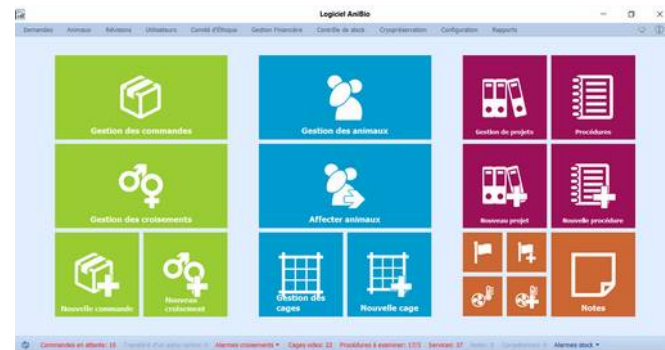 Logiciel AniBio
Demandes Animaux Révisions Utilisateurs Comité d'Éthique Gestion Financière Contrôle de stock Cryopréservation Configuration Rapports
Gestion des commandes
Gestion des animaux
Gestion de projets
Procédures
Gestion des croisements
Affecter animaux
Nouveau projet
Nouvelle procédure
Nouvelle commande
Nouveau
croisement
Gestion des
cages
Nouvelle cage
Notes
Commandes en attente: 16 Alarmes croisements Cages vides: 22 Procédures à examiner: 17/3 Services: 37 Alarmes stock